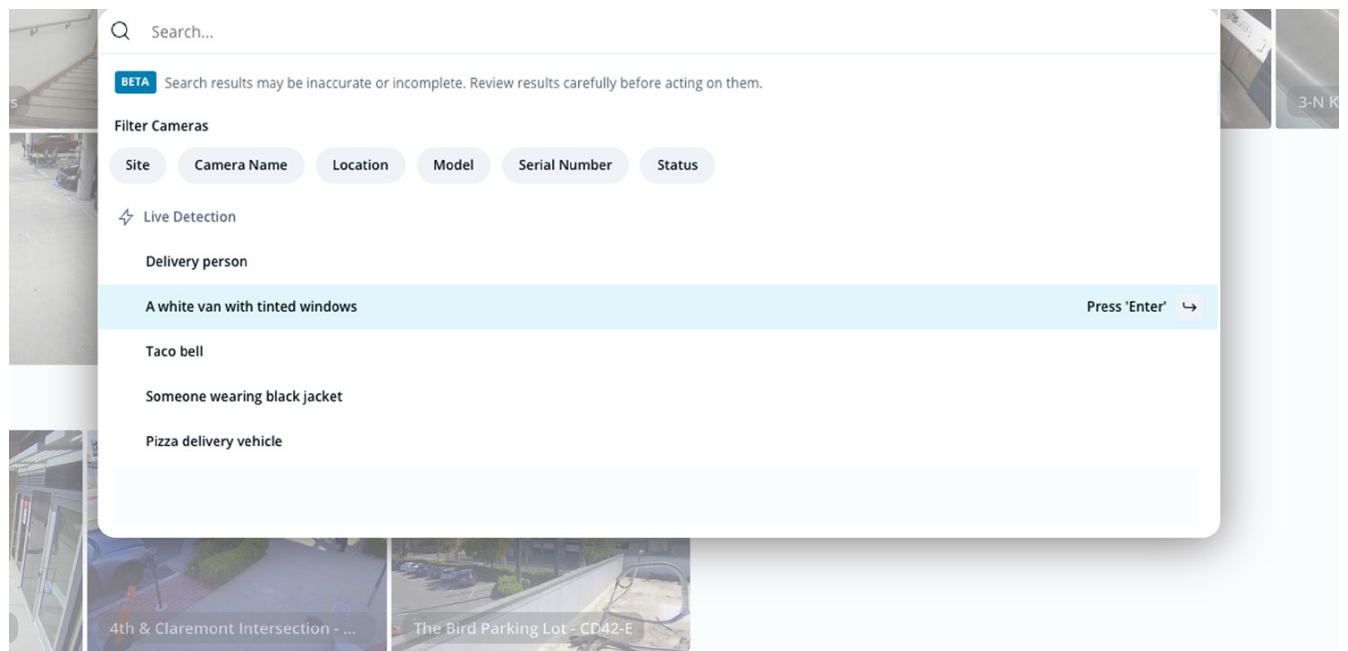 Search...
BETA Search results may be inaccurate or incomplete. Review results carefully before acting on them.
Filter Cameras
Site Camera Name Location Model Serial Number Status
Live Detection
Delivery person
A white van with tinted windows Press 'Enter'
Taco bell
Someone wearing black jacket
Pizza delivery vehicle
s
3-N K
4th & Claremont Intersection - ...
The Bird Parking Lot - CD42-E